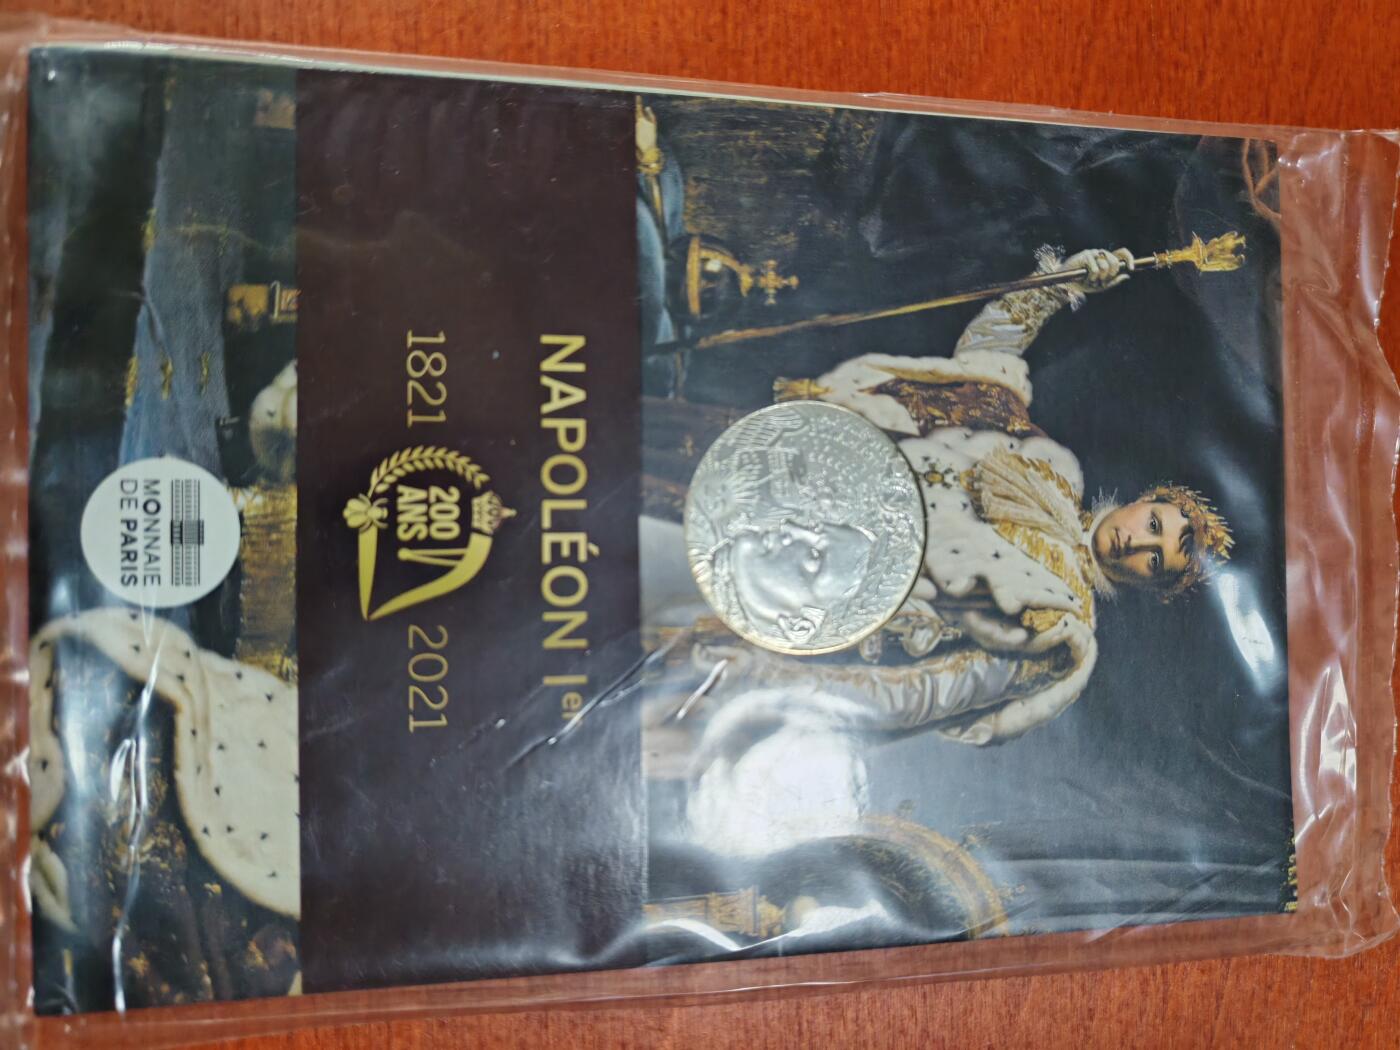 NAPOLÉON Ier
200
ANS
1821 2021
MONNAIE
DE PARIS